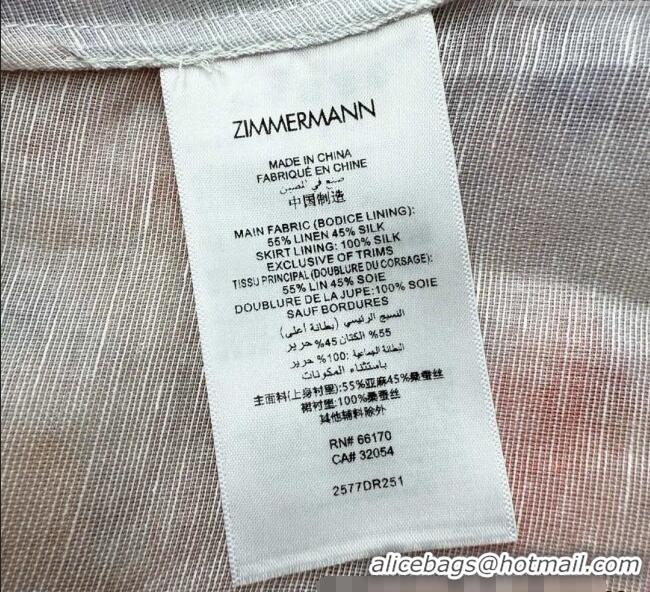 ZIMMERMANN
MADE IN CHINA
FABRIQUÉ EN CHINE
صنع في الصين
中国制造
MAIN FABRIC (BODICE LINING):
55% LINEN 45% SILK
SKIRT LINING: 100% SILK
EXCLUSIVE OF TRIMS
TISSU PRINCIPAL (DOUBLURE DU CORSAGE):
55% LIN 45% SOIE
DOUBLURE DE LA JUPE:100% SOIE
SAUF BORDURES
النسيج الرئيسي (بطانة أعلى)
55% الكتان 45% حرير
100% حرير
باستثناء المكونات
主面料(上身衬里):55%亚麻45%桑蚕丝
裙衬里:100%桑蚕丝
其他辅料除外
RN# 66170
CA# 32054
2577DR251
alicebags@hotmail.com